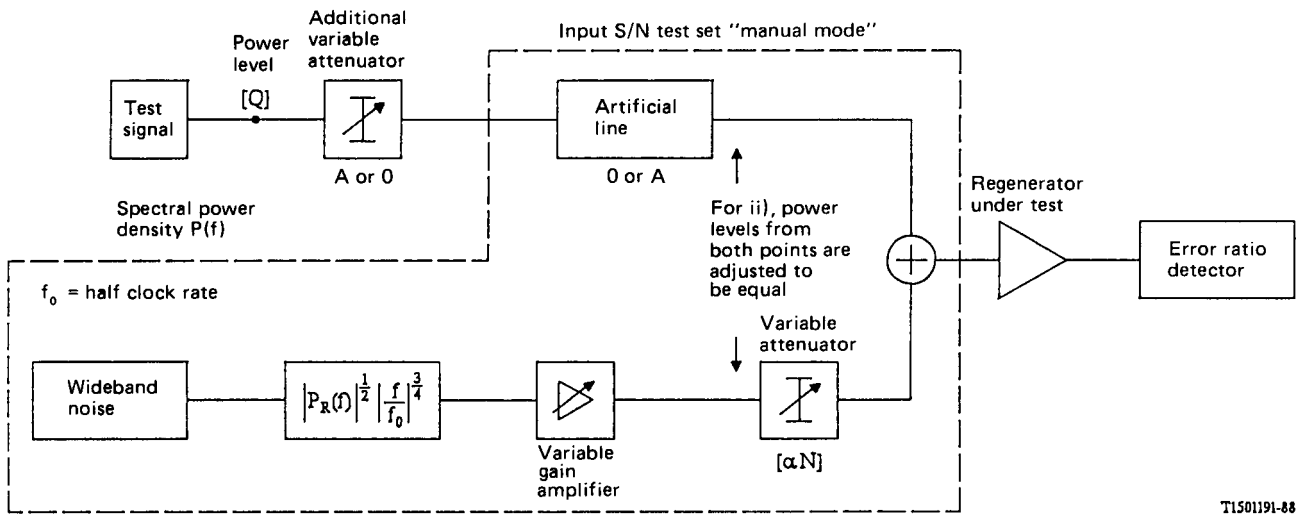 Additional
variable
attenuator
Power
level
[Q]
Input S/N test set "manual mode"
Test
signal
A or 0
Artificial
line
0 or A
Spectral power
density P(f)
For ii), power
levels from
both points are
adjusted to
be equal
Regenerator
under test
Error ratio
detector
f₀ = half clock rate
Variable
attenuator
Wideband
noise
|P_R(f)|^{1/2} |f/f₀|^{3/4}
Variable
gain
amplifier
[αN]
T1501191-88